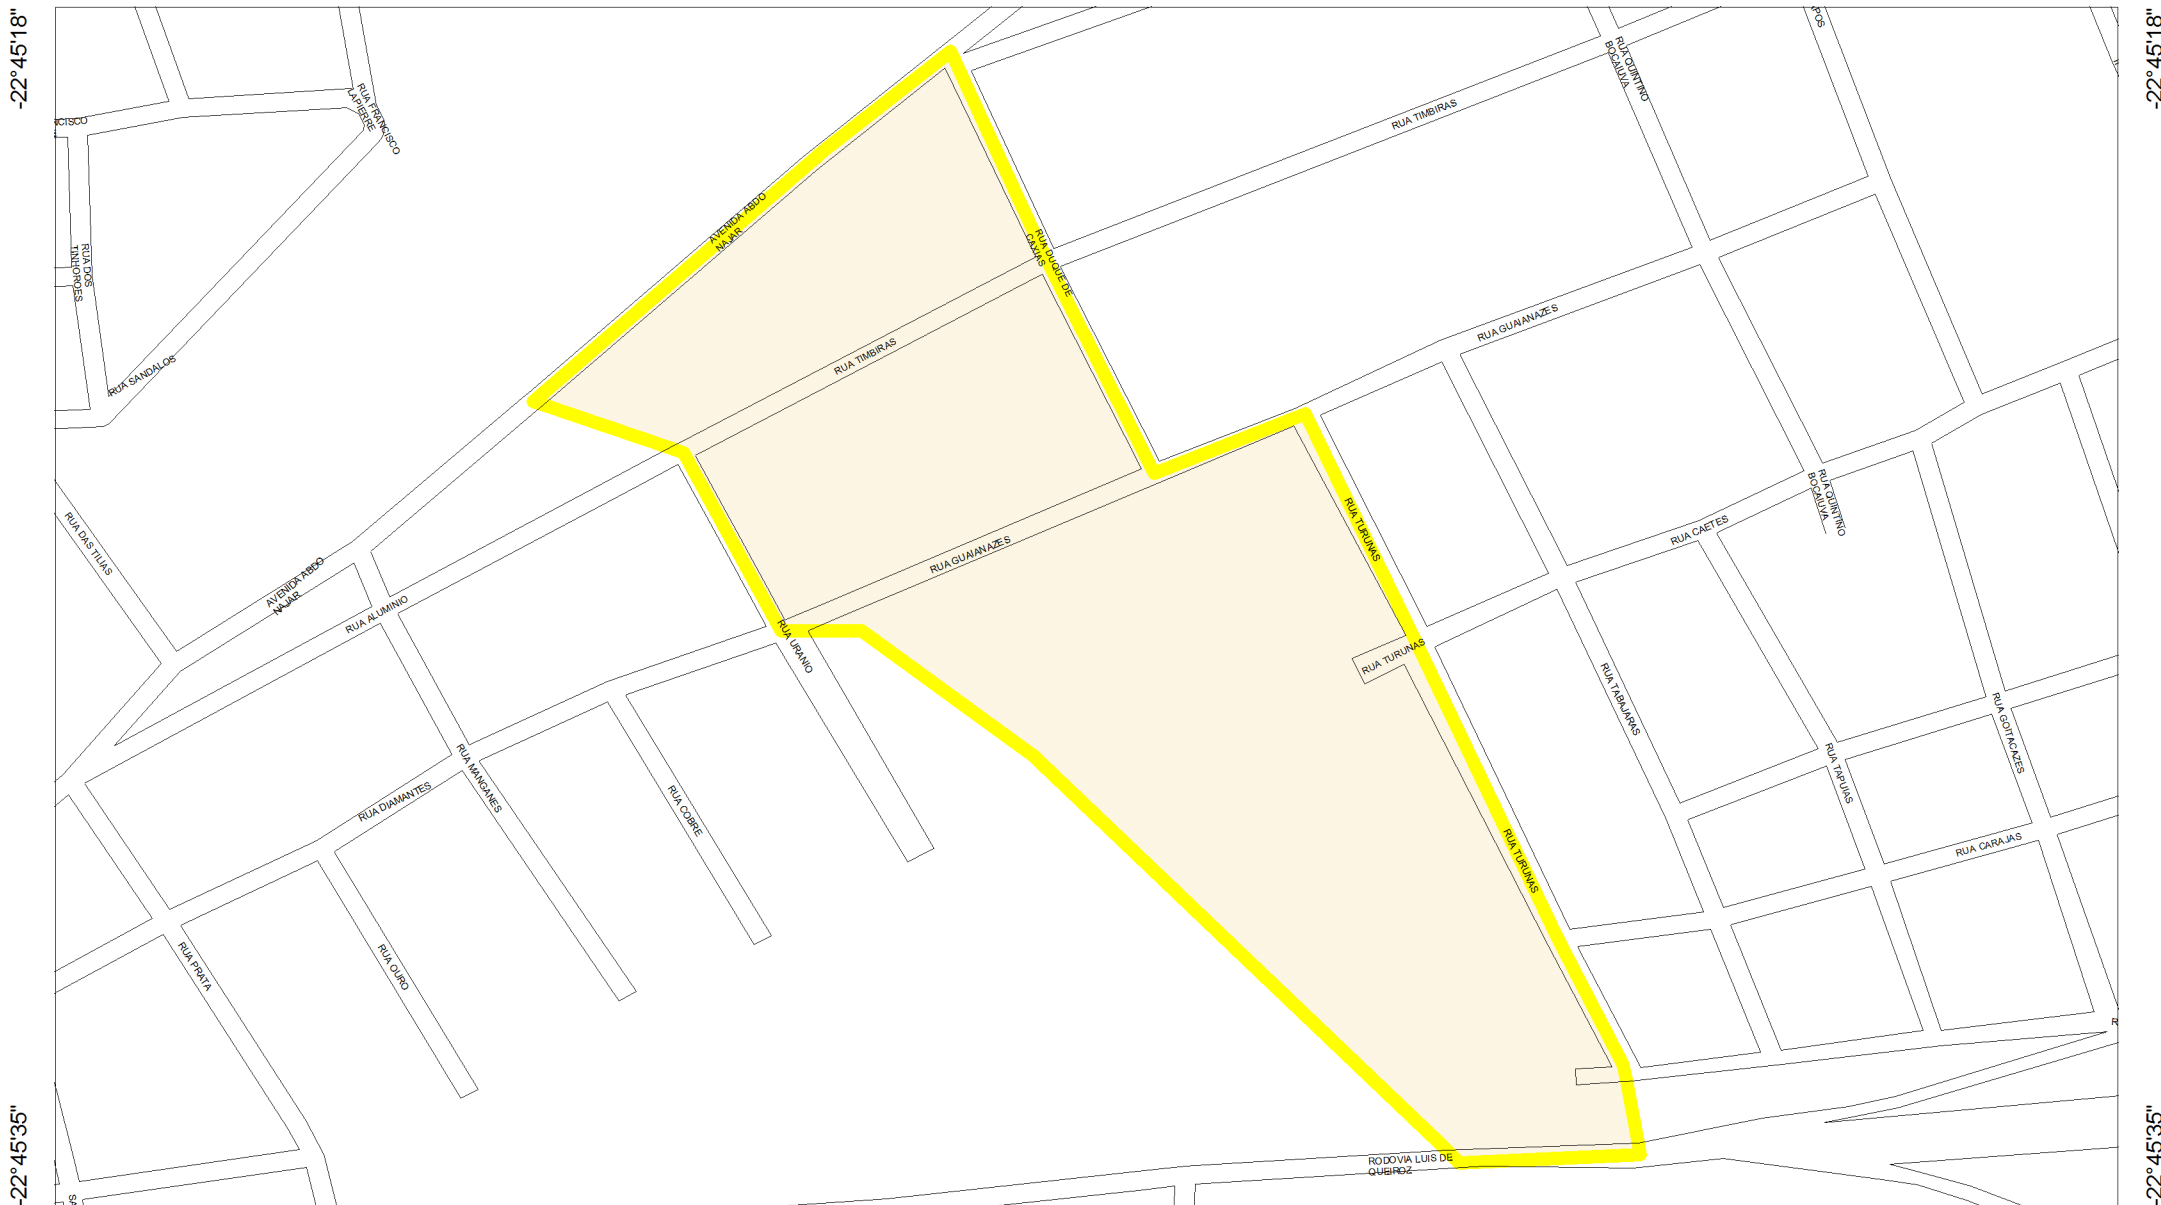 -22°45'18"
-22°45'18"
RUA QUINTINO
BOCAIUVA
RUA FRANCISCO
LAPIERRE
RUA TIMBIRAS
AVENIDA ABDO
NAJAR
RUA DUQUE DE
CAXIAS
RUA DOS
TINHOROES
RUA GUAIANAZES
RUA TIMBIRAS
RUA SANDALOS
RUA QUINTINO
BOCAIUVA
RUA TURUNAS
RUA CAETES
RUA DAS TILIAS
RUA GUAIANAZES
AVENIDA ABDO
NAJAR
RUA ALUMINIO
RUA URANIO
RUA TURUNAS
RUA TABAJARAS
RUA GOITACAZES
RUA MANGANES
RUA TAPUIAS
RUA DIAMANTES
RUA COBRE
RUA TURUNAS
RUA CARAJAS
RUA PRATA
RUA OURO
RODOVIA LUIS DE
QUEIROZ
-22°45'35"
-22°45'35"